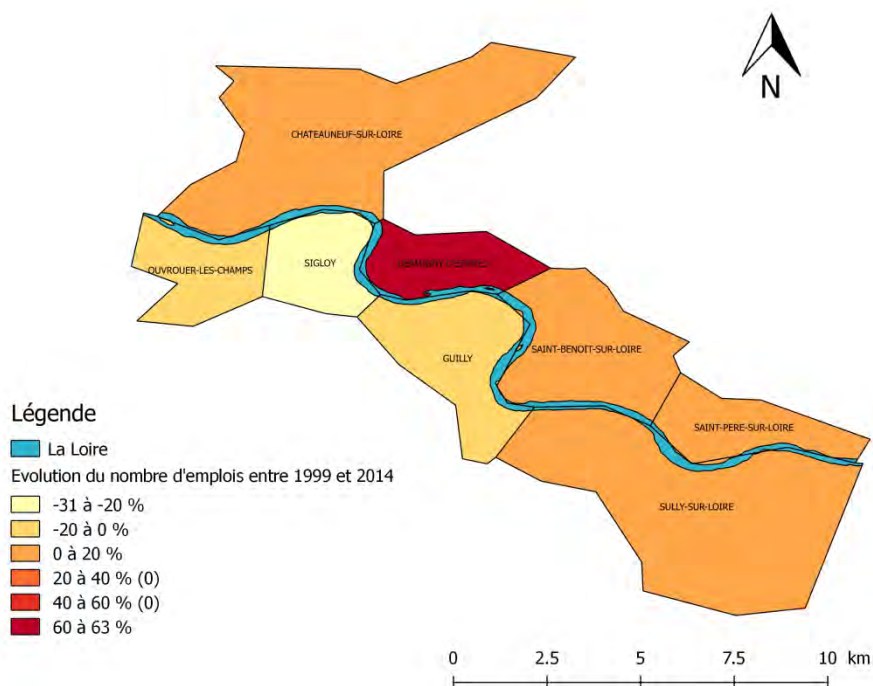 N
CHATEAUNEUF-SUR-LOIRE
OUVROUER-LES-CHAMPS
SIGLOY
GUILLY
SAINT-BENOIT-SUR-LOIRE
SAINT-PERE-SUR-LOIRE
SULLY-SUR-LOIRE
Légende
La Loire
Evolution du nombre d'emplois entre 1999 et 2014
-31 à -20 %
-20 à 0 %
0 à 20 %
20 à 40 % (0)
40 à 60 % (0)
60 à 63 %
0 2.5 5 7.5 10 km